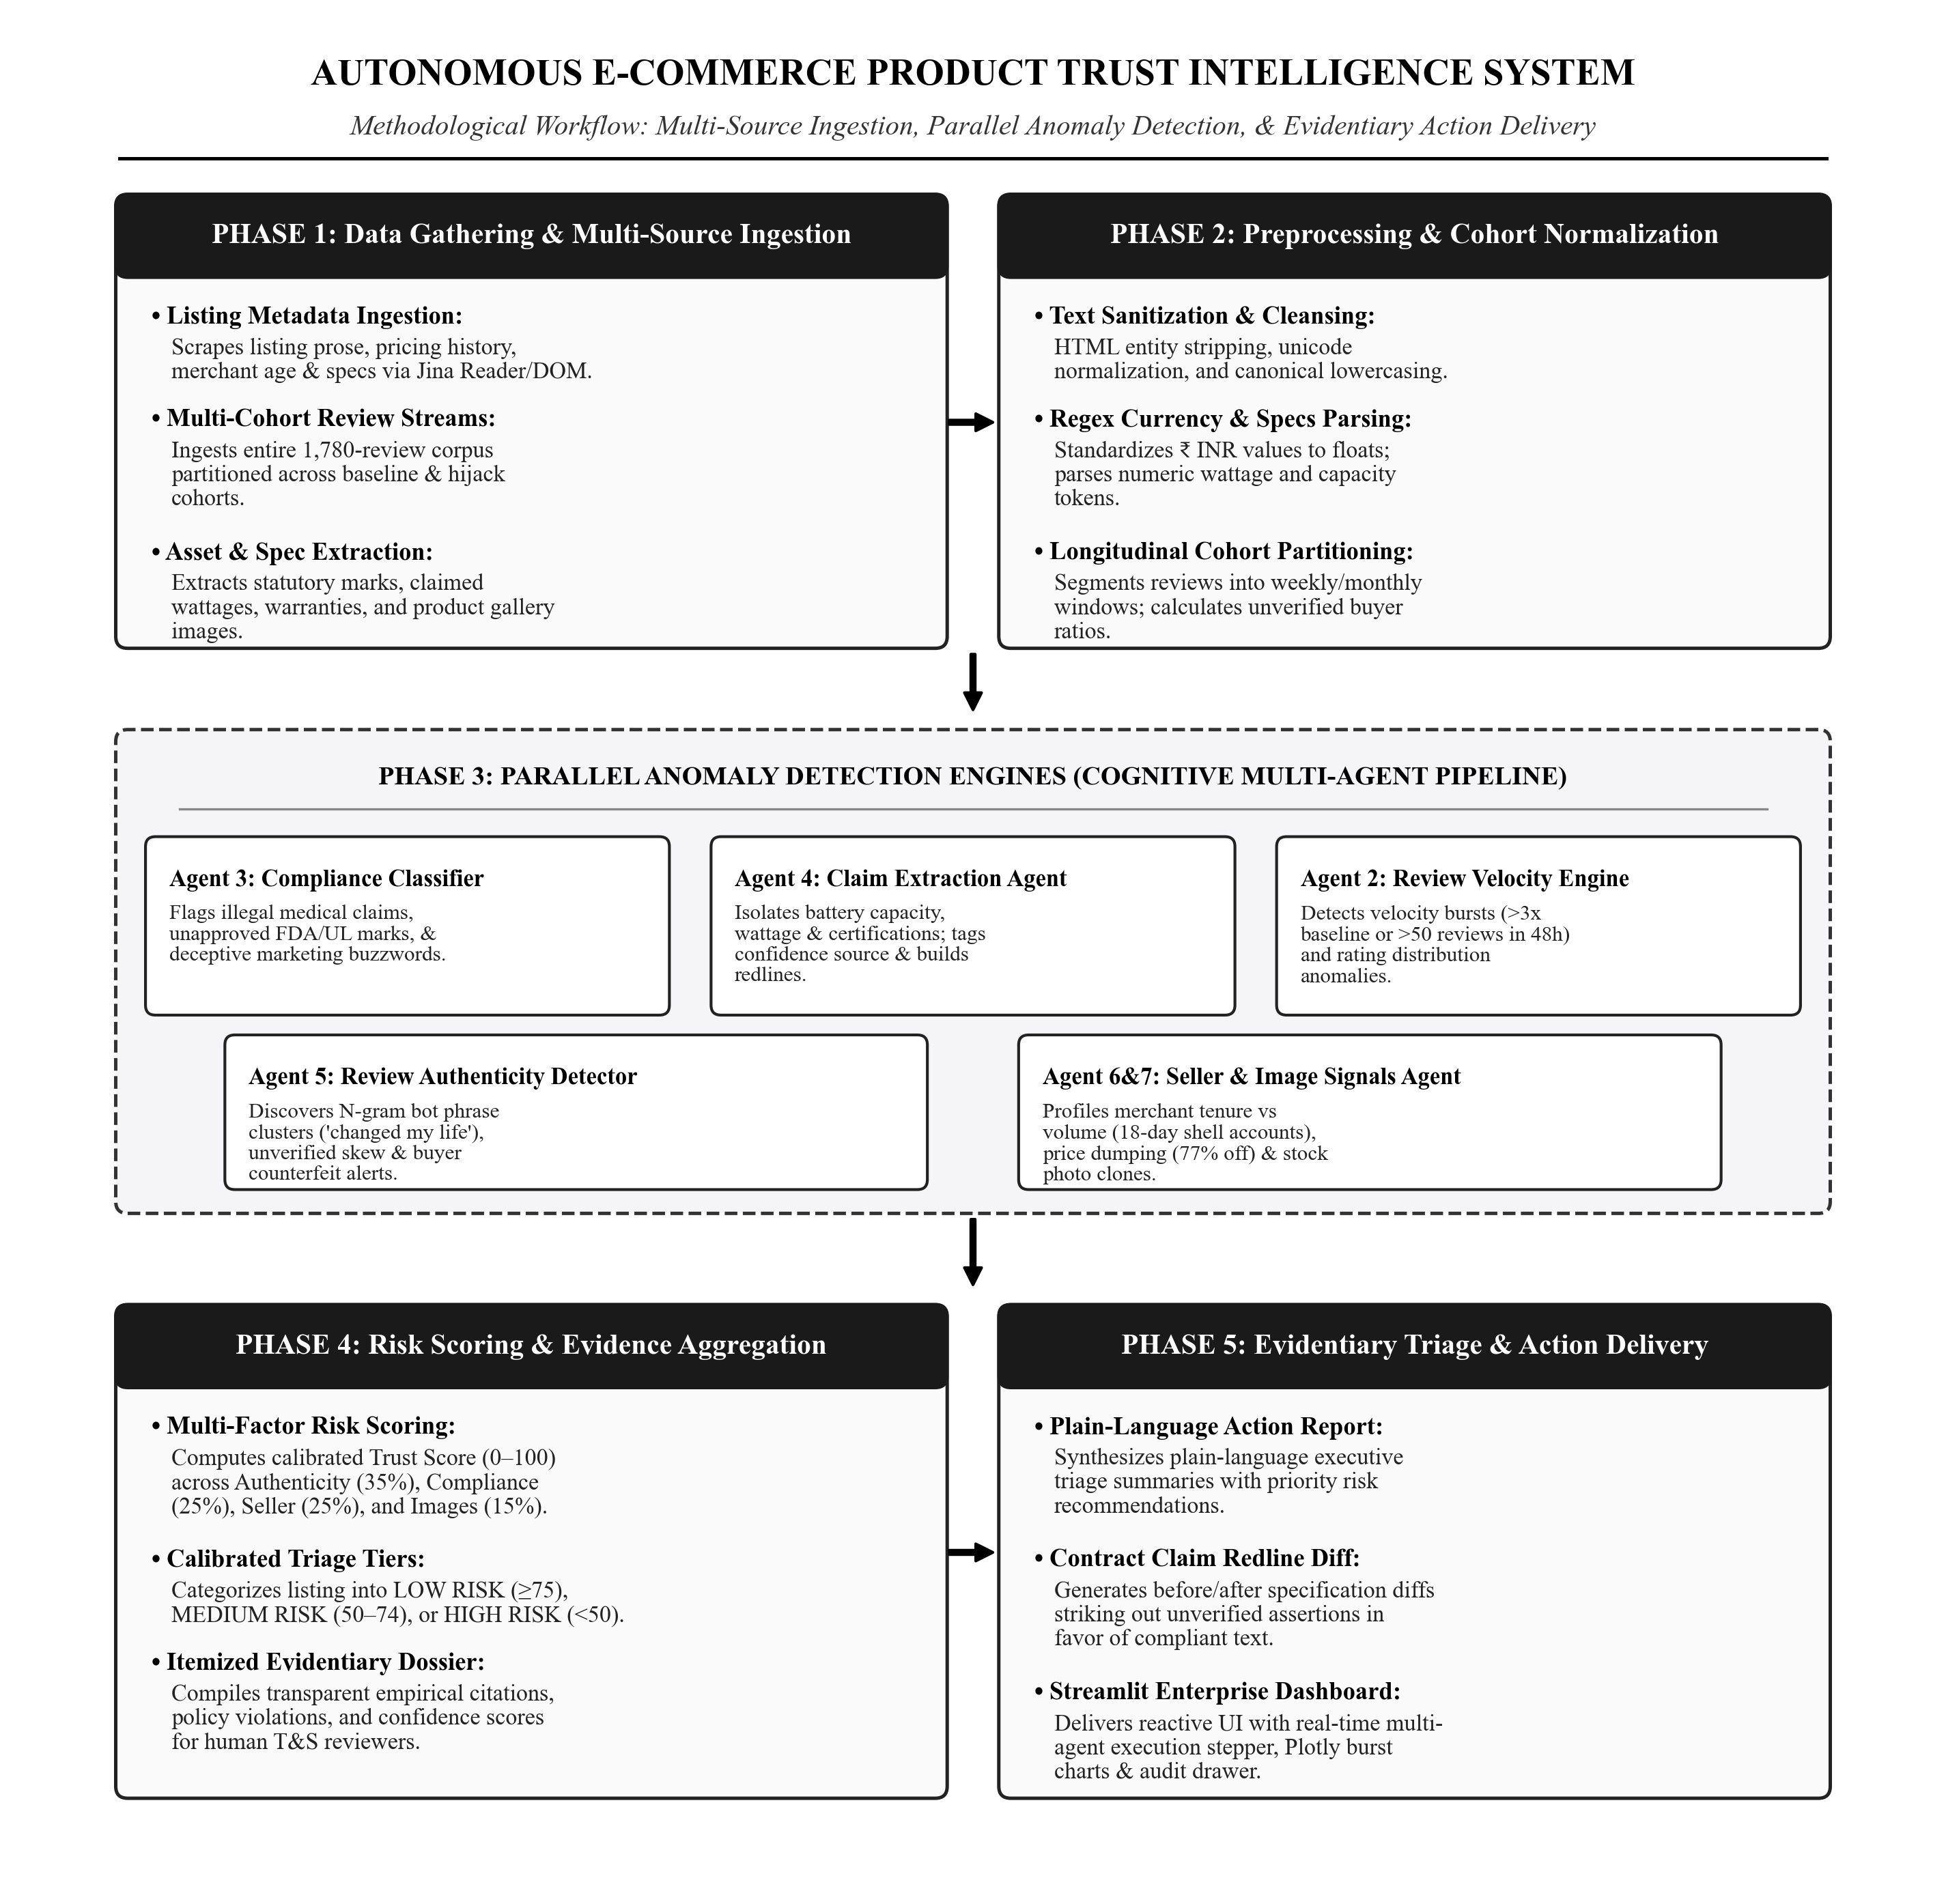 AUTONOMOUS E-COMMERCE PRODUCT TRUST INTELLIGENCE SYSTEM
Methodological Workflow: Multi-Source Ingestion, Parallel Anomaly Detection, & Evidentiary Action Delivery
PHASE 1: Data Gathering & Multi-Source Ingestion
• Listing Metadata Ingestion:
Scrapes listing prose, pricing history,
merchant age & specs via Jina Reader/DOM.
• Multi-Cohort Review Streams:
Ingests entire 1,780-review corpus
partitioned across baseline & hijack
cohorts.
• Asset & Spec Extraction:
Extracts statutory marks, claimed
wattages, warranties, and product gallery
images.
PHASE 2: Preprocessing & Cohort Normalization
• Text Sanitization & Cleansing:
HTML entity stripping, unicode
normalization, and canonical lowercasing.
• Regex Currency & Specs Parsing:
Standardizes ₹ INR values to floats;
parses numeric wattage and capacity
tokens.
• Longitudinal Cohort Partitioning:
Segments reviews into weekly/monthly
windows; calculates unverified buyer
ratios.
PHASE 3: PARALLEL ANOMALY DETECTION ENGINES (COGNITIVE MULTI-AGENT PIPELINE)
Agent 3: Compliance Classifier
Flags illegal medical claims,
unapproved FDA/UL marks, &
deceptive marketing buzzwords.
Agent 4: Claim Extraction Agent
Isolates battery capacity,
wattage & certifications; tags
confidence source & builds
redlines.
Agent 2: Review Velocity Engine
Detects velocity bursts (>3x
baseline or >50 reviews in 48h)
and rating distribution
anomalies.
Agent 5: Review Authenticity Detector
Discovers N-gram bot phrase
clusters ('changed my life'),
unverified skew & buyer
counterfeit alerts.
Agent 6&7: Seller & Image Signals Agent
Profiles merchant tenure vs
volume (18-day shell accounts),
price dumping (77% off) & stock
photo clones.
PHASE 4: Risk Scoring & Evidence Aggregation
• Multi-Factor Risk Scoring:
Computes calibrated Trust Score (0–100)
across Authenticity (35%), Compliance
(25%), Seller (25%), and Images (15%).
• Calibrated Triage Tiers:
Categorizes listing into LOW RISK (≥75),
MEDIUM RISK (50–74), or HIGH RISK (<50).
• Itemized Evidentiary Dossier:
Compiles transparent empirical citations,
policy violations, and confidence scores
for human T&S reviewers.
PHASE 5: Evidentiary Triage & Action Delivery
• Plain-Language Action Report:
Synthesizes plain-language executive
triage summaries with priority risk
recommendations.
• Contract Claim Redline Diff:
Generates before/after specification diffs
striking out unverified assertions in
favor of compliant text.
• Streamlit Enterprise Dashboard:
Delivers reactive UI with real-time multi-
agent execution stepper, Plotly burst
charts & audit drawer.